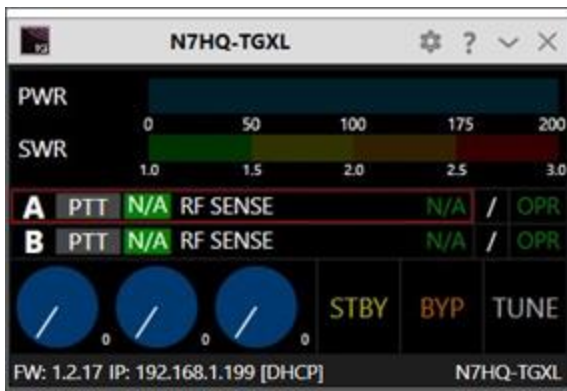 N7HQ-TGXL ?
PWR
0 50 100 175 200
SWR
1.0 1.5 2.0 2.5 3.0
A PTT N/A RF SENSE N/A / OPR
B PTT N/A RF SENSE N/A / OPR
0 0 0 STBY BYP TUNE
FW: 1.2.17 IP: 192.168.1.199 [DHCP] N7HQ-TGXL